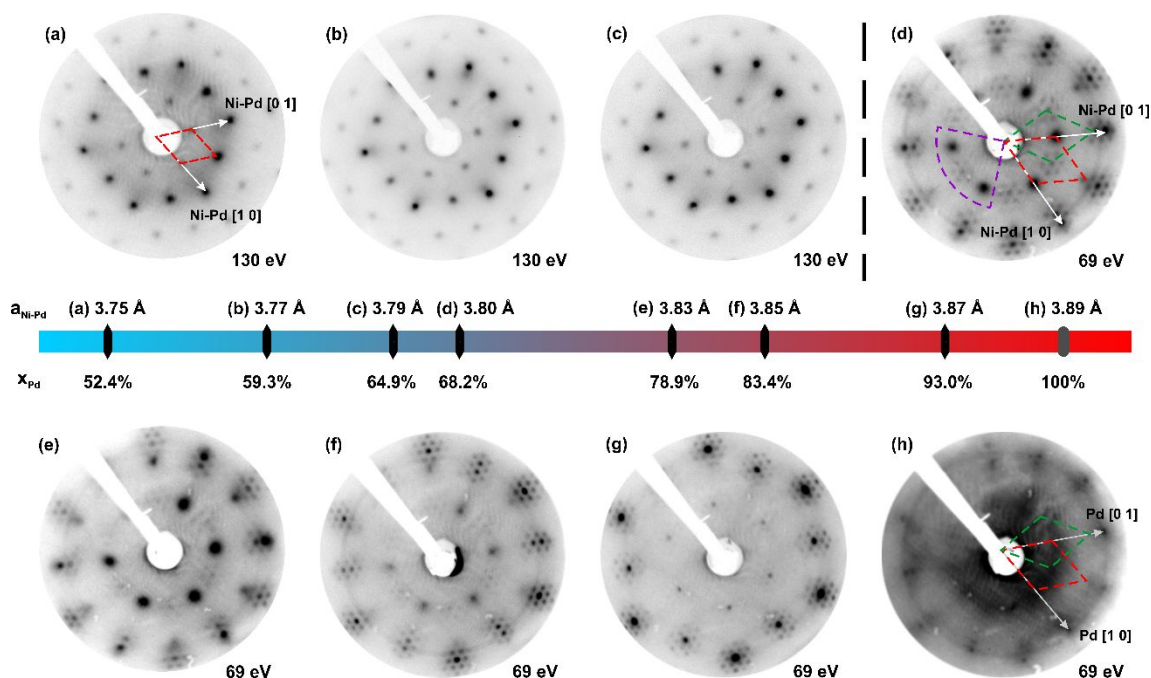 (a)
Ni-Pd [0 1]
Ni-Pd [1 0]
130 eV
(b)
130 eV
(c)
130 eV
(d)
Ni-Pd [0 1]
Ni-Pd [1 0]
69 eV
aNi-Pd (a) 3.75 Å (b) 3.77 Å (c) 3.79 Å (d) 3.80 Å (e) 3.83 Å (f) 3.85 Å (g) 3.87 Å (h) 3.89 Å
xPd 52.4% 59.3% 64.9% 68.2% 78.9% 83.4% 93.0% 100%
(e)
69 eV
(f)
69 eV
(g)
69 eV
(h)
Pd [0 1]
Pd [1 0]
69 eV